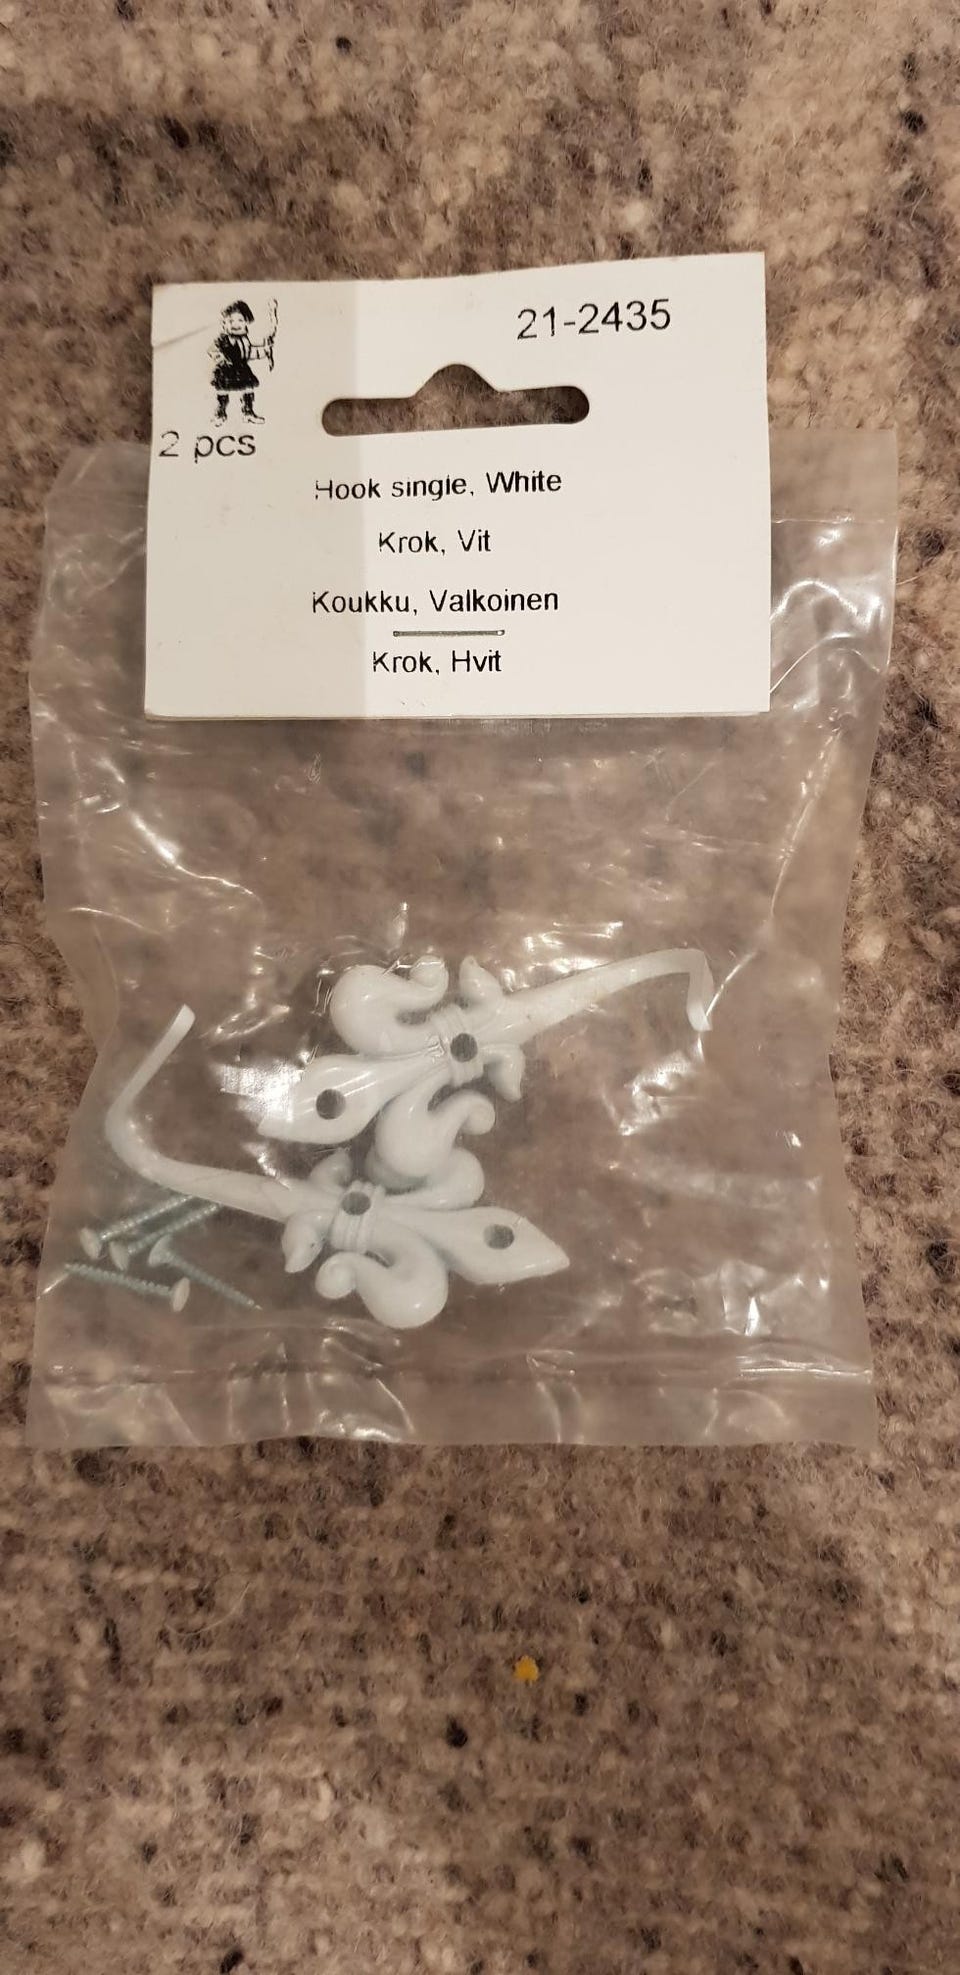 21-2435
2 pcs
Hook single, White
Krok, Vit
Koukku, Valkoinen
Krok, Hvit